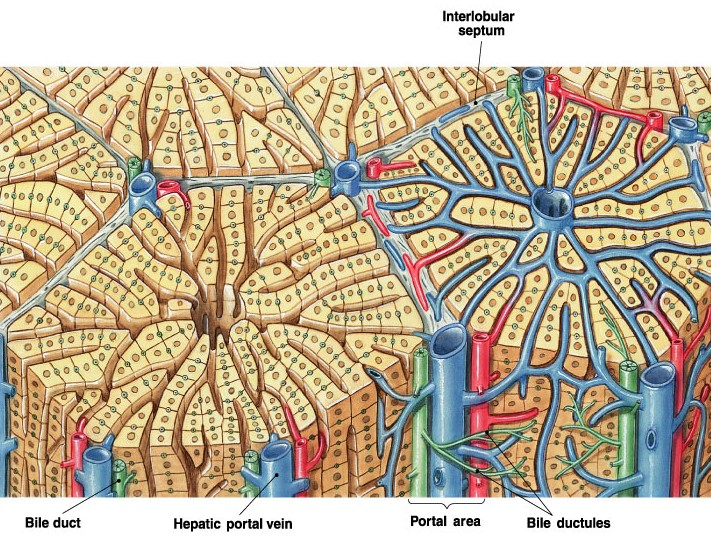 Interlobular
septum
Bile duct
Hepatic portal vein
Portal area
Bile ductules